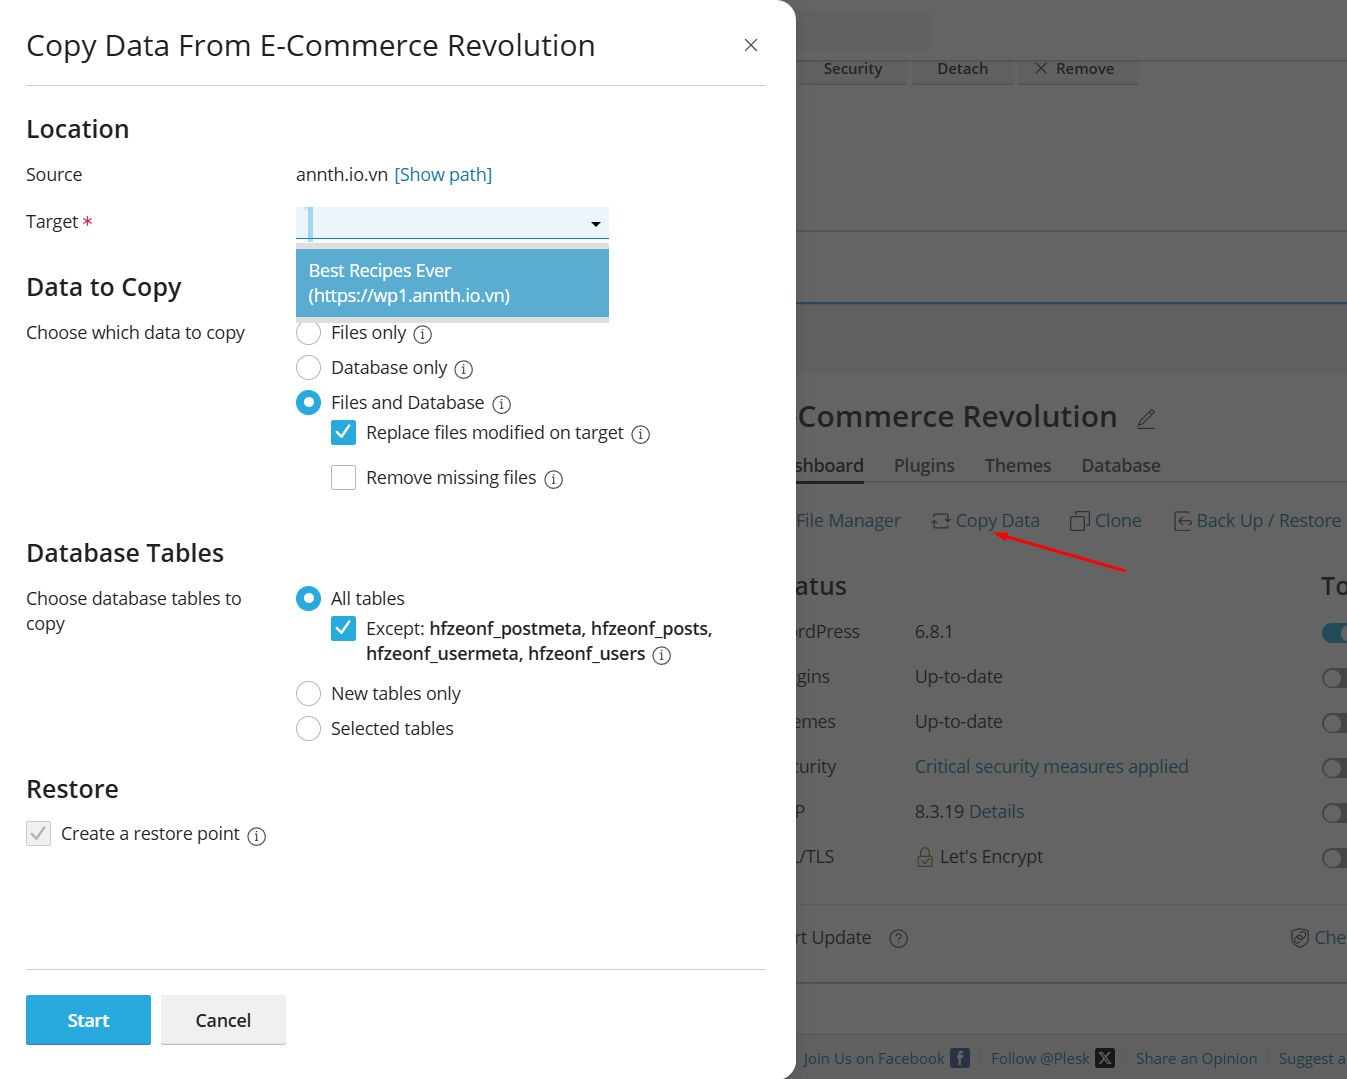 Copy Data From E-Commerce Revolution
Location
Source
annth.io.vn [Show path]
Target *
Best Recipes Ever
(https://wp1.annth.io.vn)
Data to Copy
Choose which data to copy
Files only
Database only
Files and Database
Replace files modified on target
Remove missing files
Database Tables
Choose database tables to
copy
All tables
Except: hfzeonf_postmeta, hfzeonf_posts,
hfzeonf_usermeta, hfzeonf_users
New tables only
Selected tables
Restore
Create a restore point
Start Cancel
Security Detach Remove
-Commerce Revolution
shboard Plugins Themes Database
File Manager Copy Data Clone Back Up / Restore
atus
To
rdPress 6.8.1
gins Up-to-date
emes Up-to-date
curity Critical security measures applied
P 8.3.19 Details
L/TLS Let's Encrypt
rt Update
Che
Join Us on Facebook Follow @Plesk Share an Opinion Suggest a